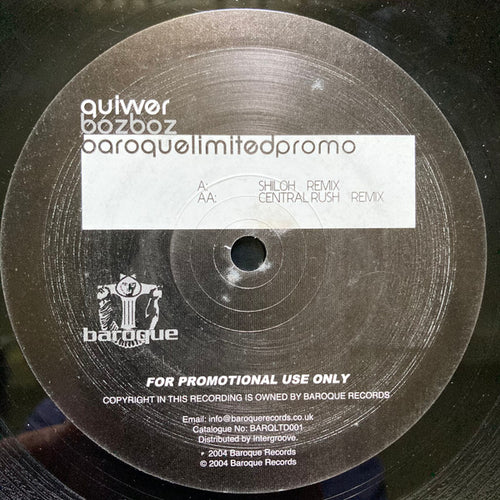 quiwer
bozboz
baroquelimitedpromo
A: SHILOH REMIX
AA: CENTRAL RUSH REMIX
baroque
FOR PROMOTIONAL USE ONLY
COPYRIGHT IN THIS RECORDING IS OWNED BY BAROQUE RECORDS
Email: info@baroquerecords.co.uk
Catalogue No: BARQLTD001
Distributed by Intergroove.
℗ 2004 Baroque Records
© 2004 Baroque Records